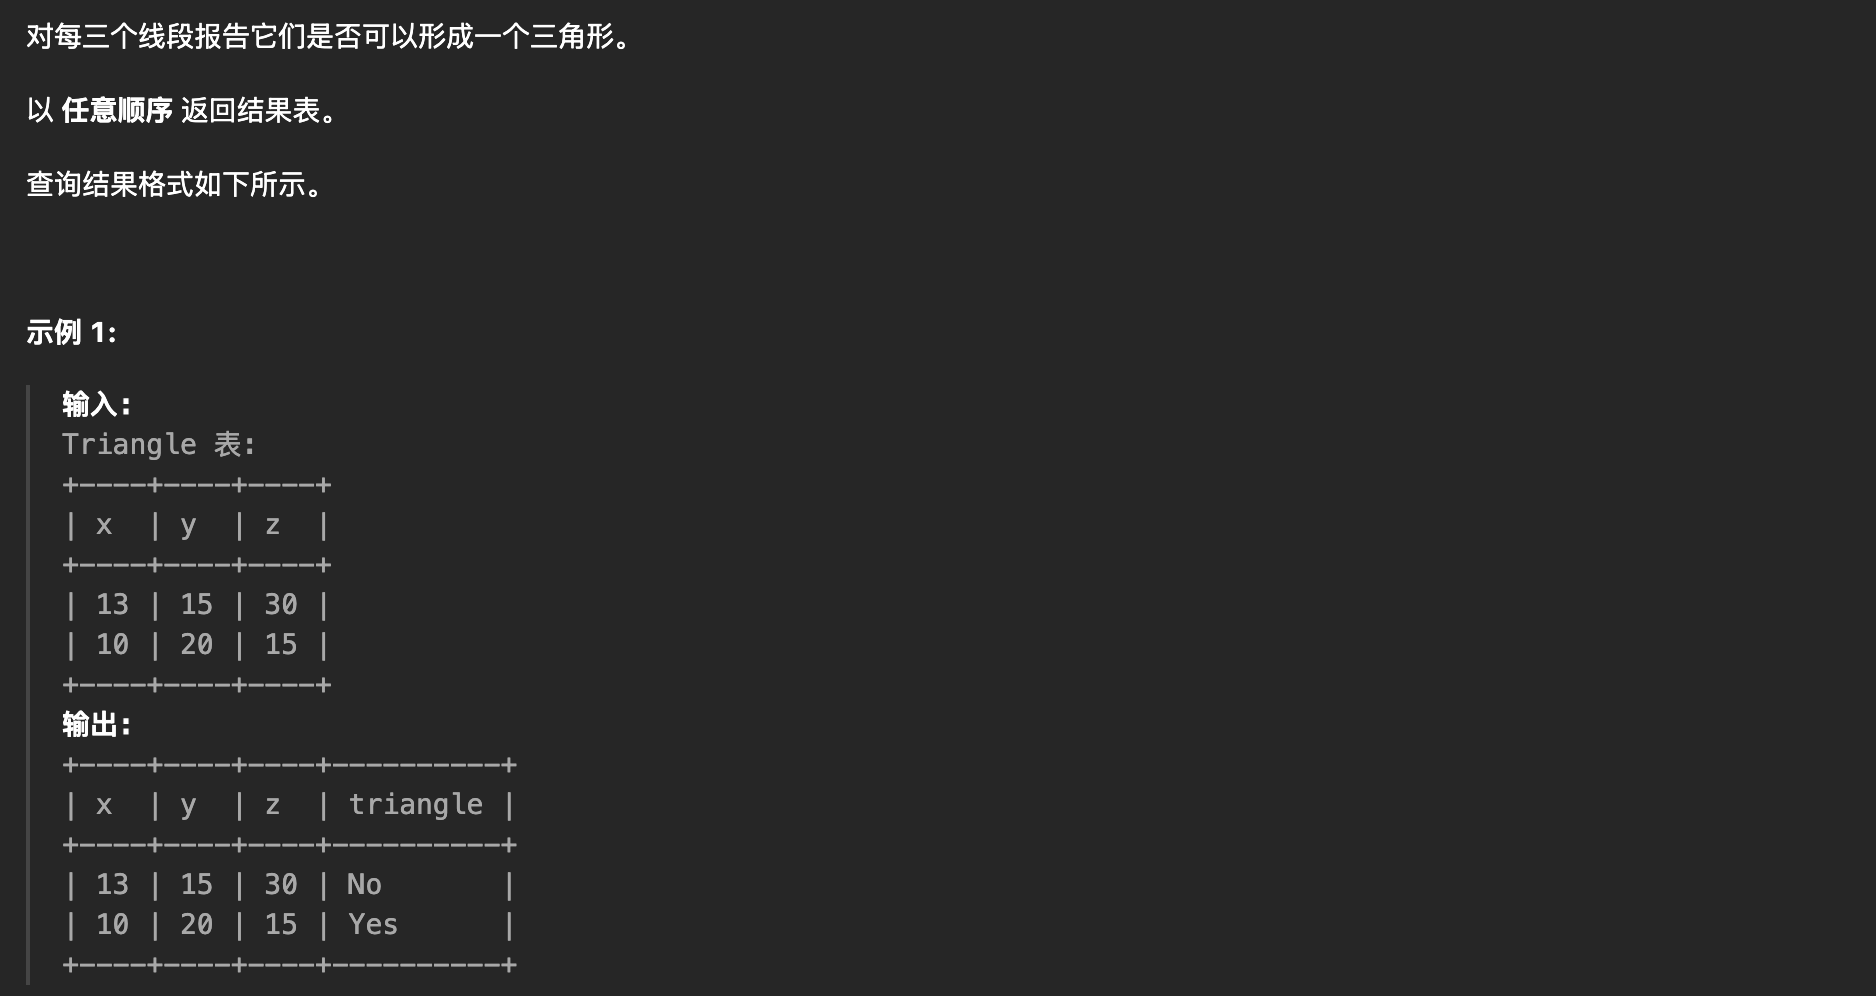 对每三个线段报告它们是否可以形成一个三角形。
以 任意顺序 返回结果表。
查询结果格式如下所示。
示例 1:
输入:
Triangle 表:
+----+----+----+
| x  | y  | z  |
+----+----+----+
| 13 | 15 | 30 |
| 10 | 20 | 15 |
+----+----+----+
输出:
+----+----+----+----------+
| x  | y  | z  | triangle |
+----+----+----+----------+
| 13 | 15 | 30 | No       |
| 10 | 20 | 15 | Yes      |
+----+----+----+----------+